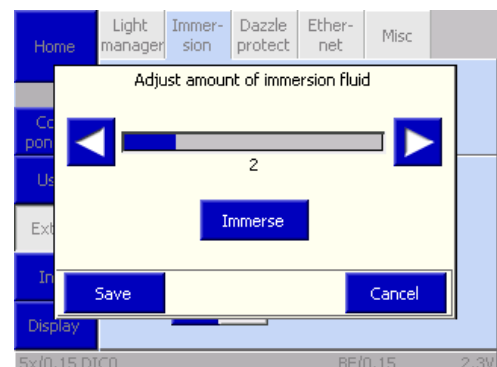 Home
Light
manager
Immer-
sion
Dazzle
protect
Ether-
net
Misc
Adjust amount of immersion fluid
2
Immerse
Save
Cancel
Display
5x/0.15 DIC0
BF/0.15
2.3V